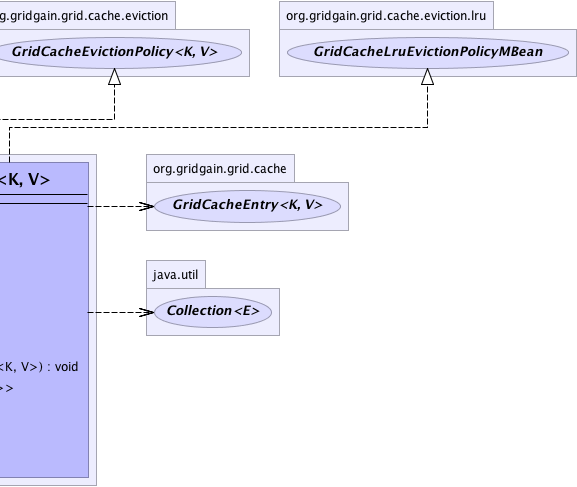 g.gridgain.grid.cache.eviction
org.gridgain.grid.cache.eviction.lru
GridCacheEvictionPolicy<K, V>
GridCacheLruEvictionPolicyMBean
org.gridgain.grid.cache
<K, V>
GridCacheEntry<K, V>
java.util
Collection<E>
<K, V>) : void
>>